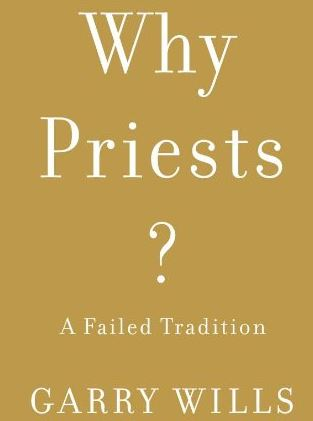 Why
Priests
?
A Failed Tradition
GARRY WILLS